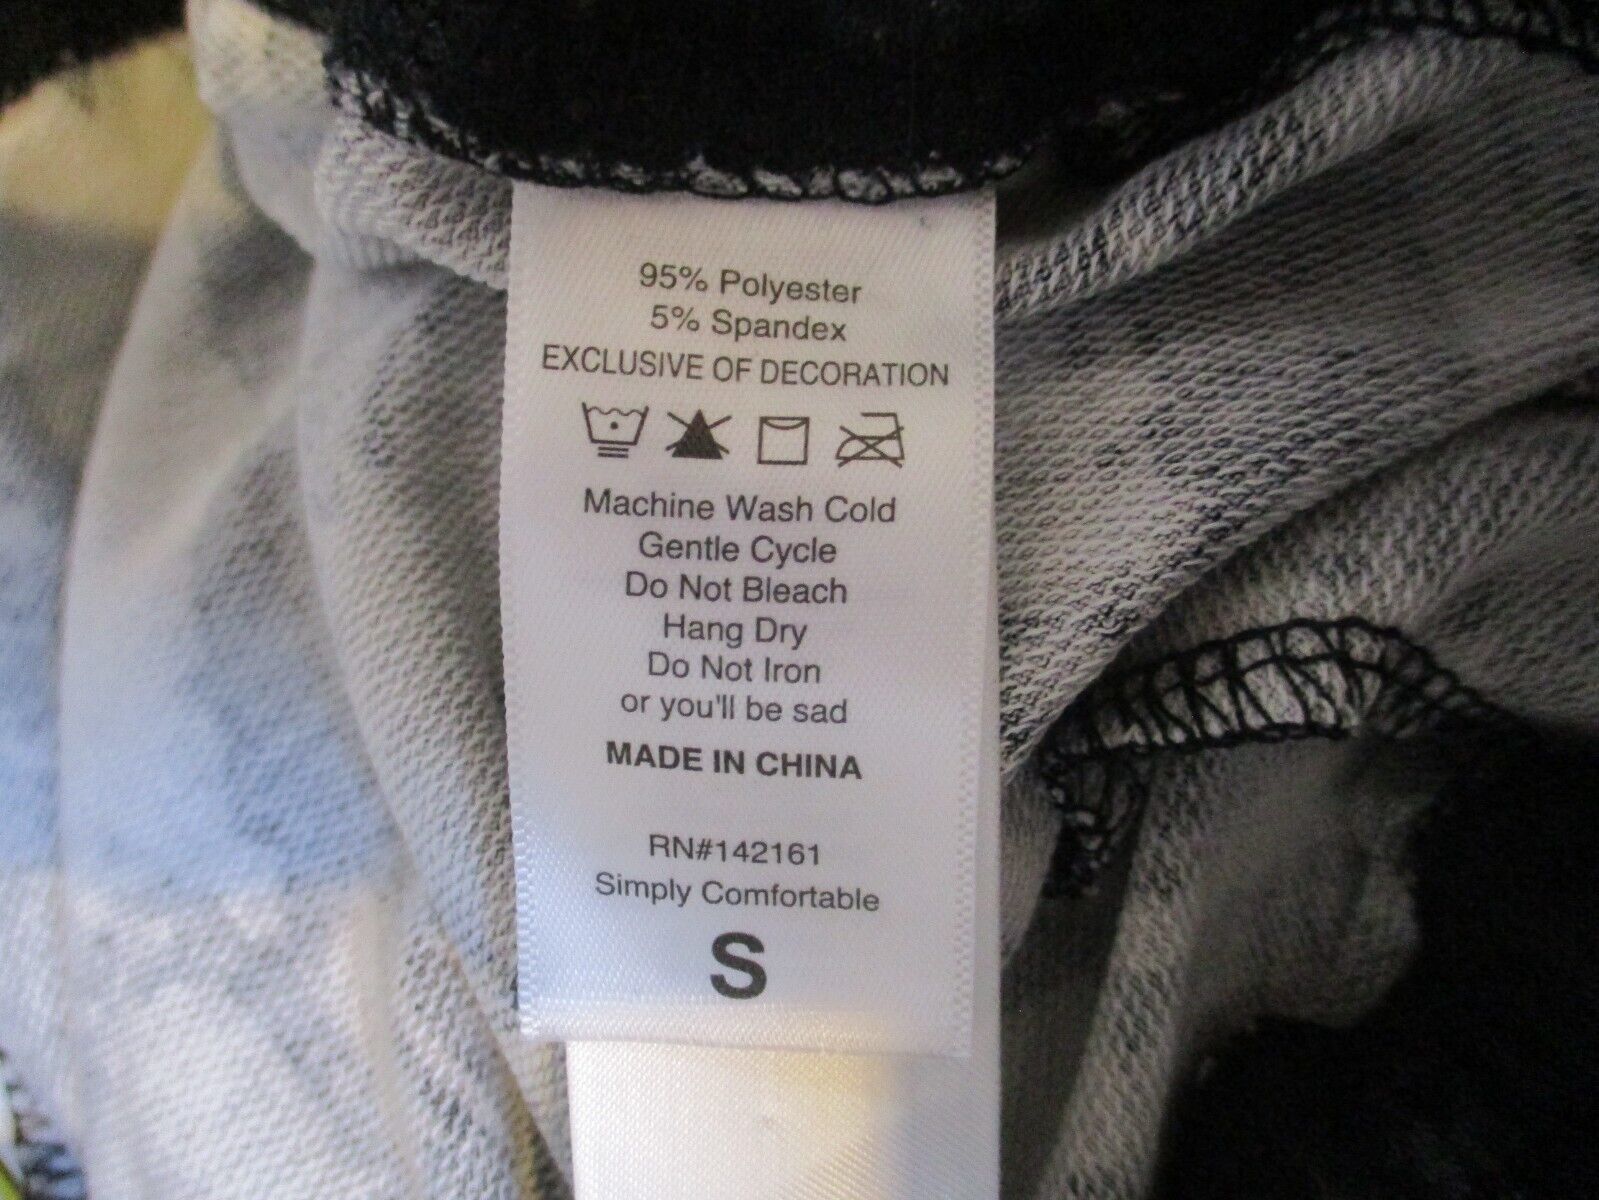 95% Polyester
5% Spandex
EXCLUSIVE OF DECORATION
Machine Wash Cold
Gentle Cycle
Do Not Bleach
Hang Dry
Do Not Iron
or you'll be sad
MADE IN CHINA
RN#142161
Simply Comfortable
S